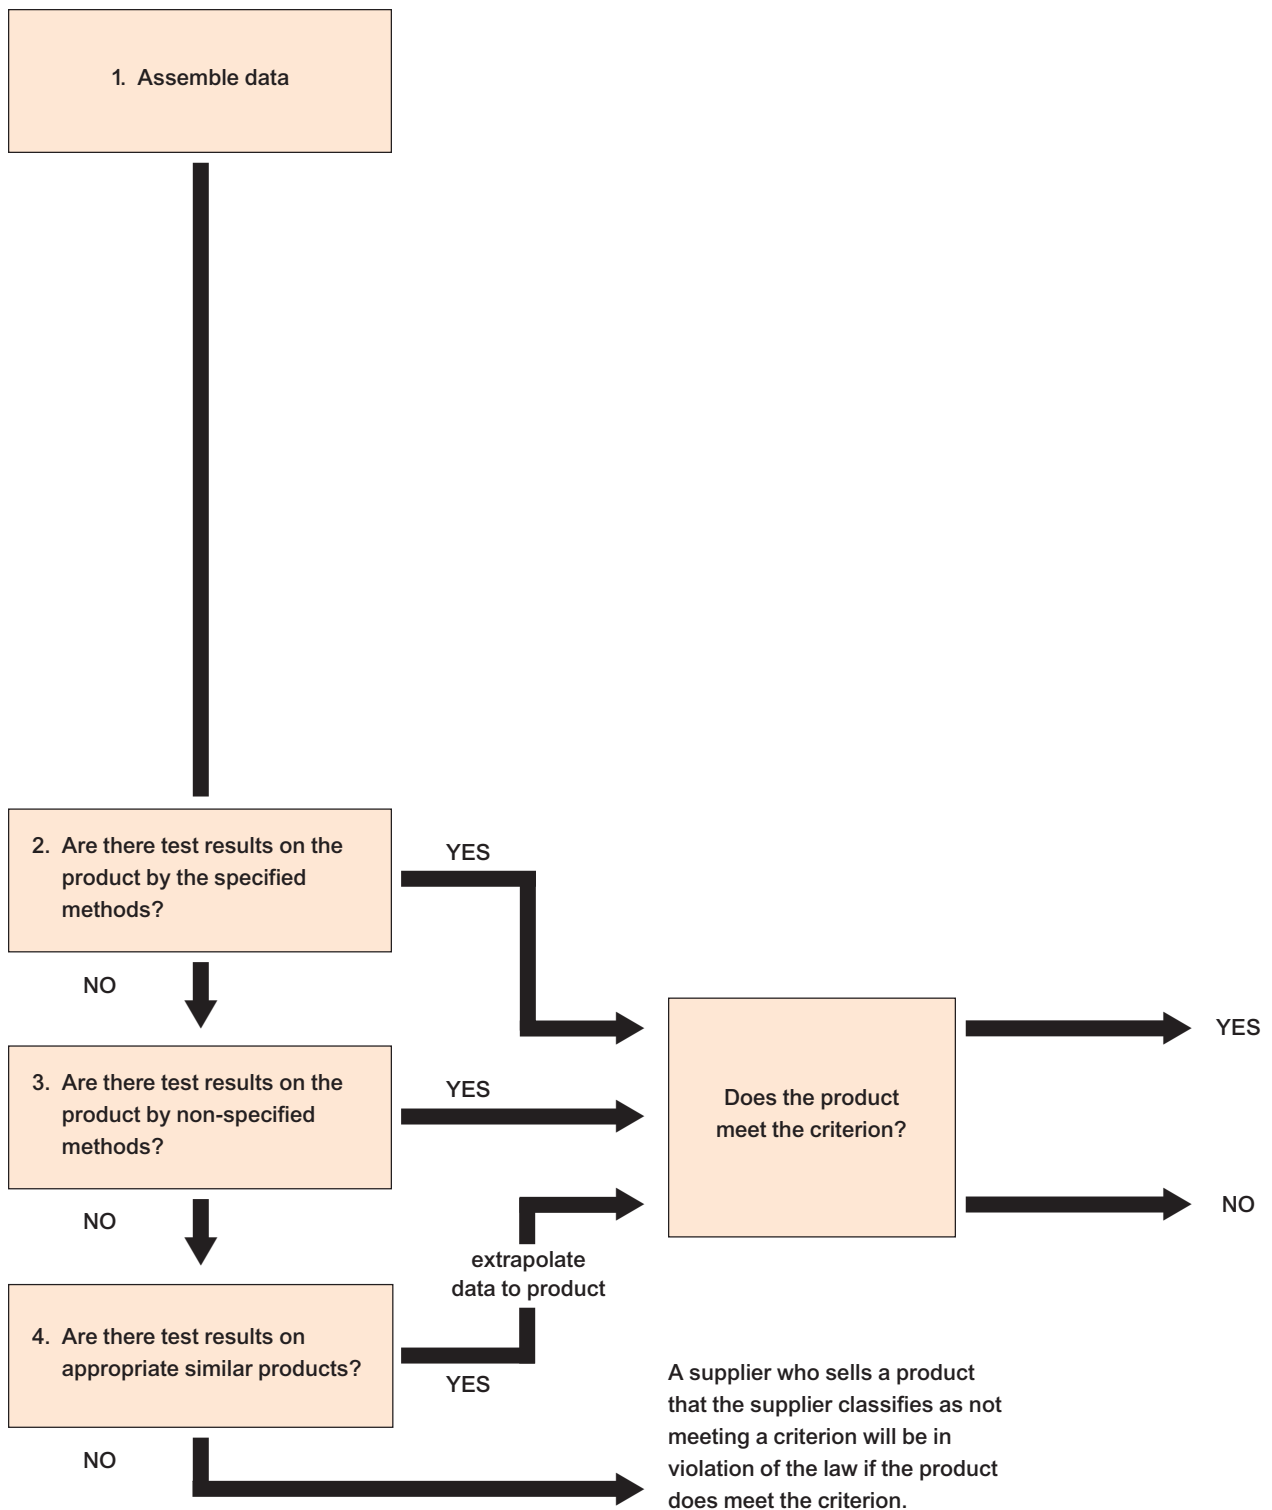 1. Assemble data
2. Are there test results on the
product by the specified
methods?
YES
NO
3. Are there test results on the
product by non-specified
methods?
YES
NO
Does the product
meet the criterion?
YES
NO
extrapolate
data to product
4. Are there test results on
appropriate similar products?
YES
NO
A supplier who sells a product
that the supplier classifies as not
meeting a criterion will be in
violation of the law if the product
does meet the criterion.